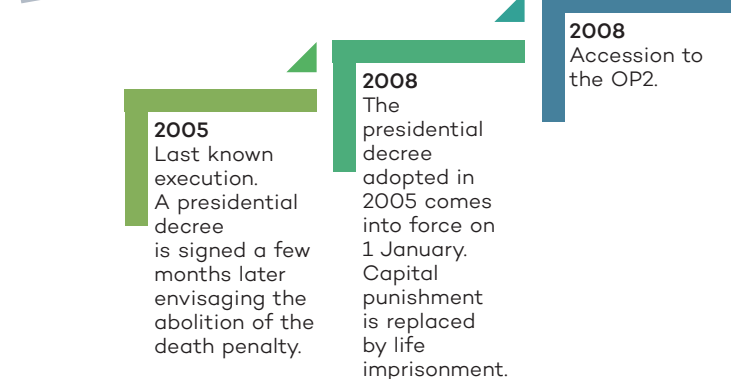 2005
Last known
execution.
A presidential
decree
is signed a few
months later
envisaging the
abolition of the
death penalty.
2008
The
presidential
decree
adopted in
2005 comes
into force on
1 January.
Capital
punishment
is replaced
by life
imprisonment.
2008
Accession to
the OP2.